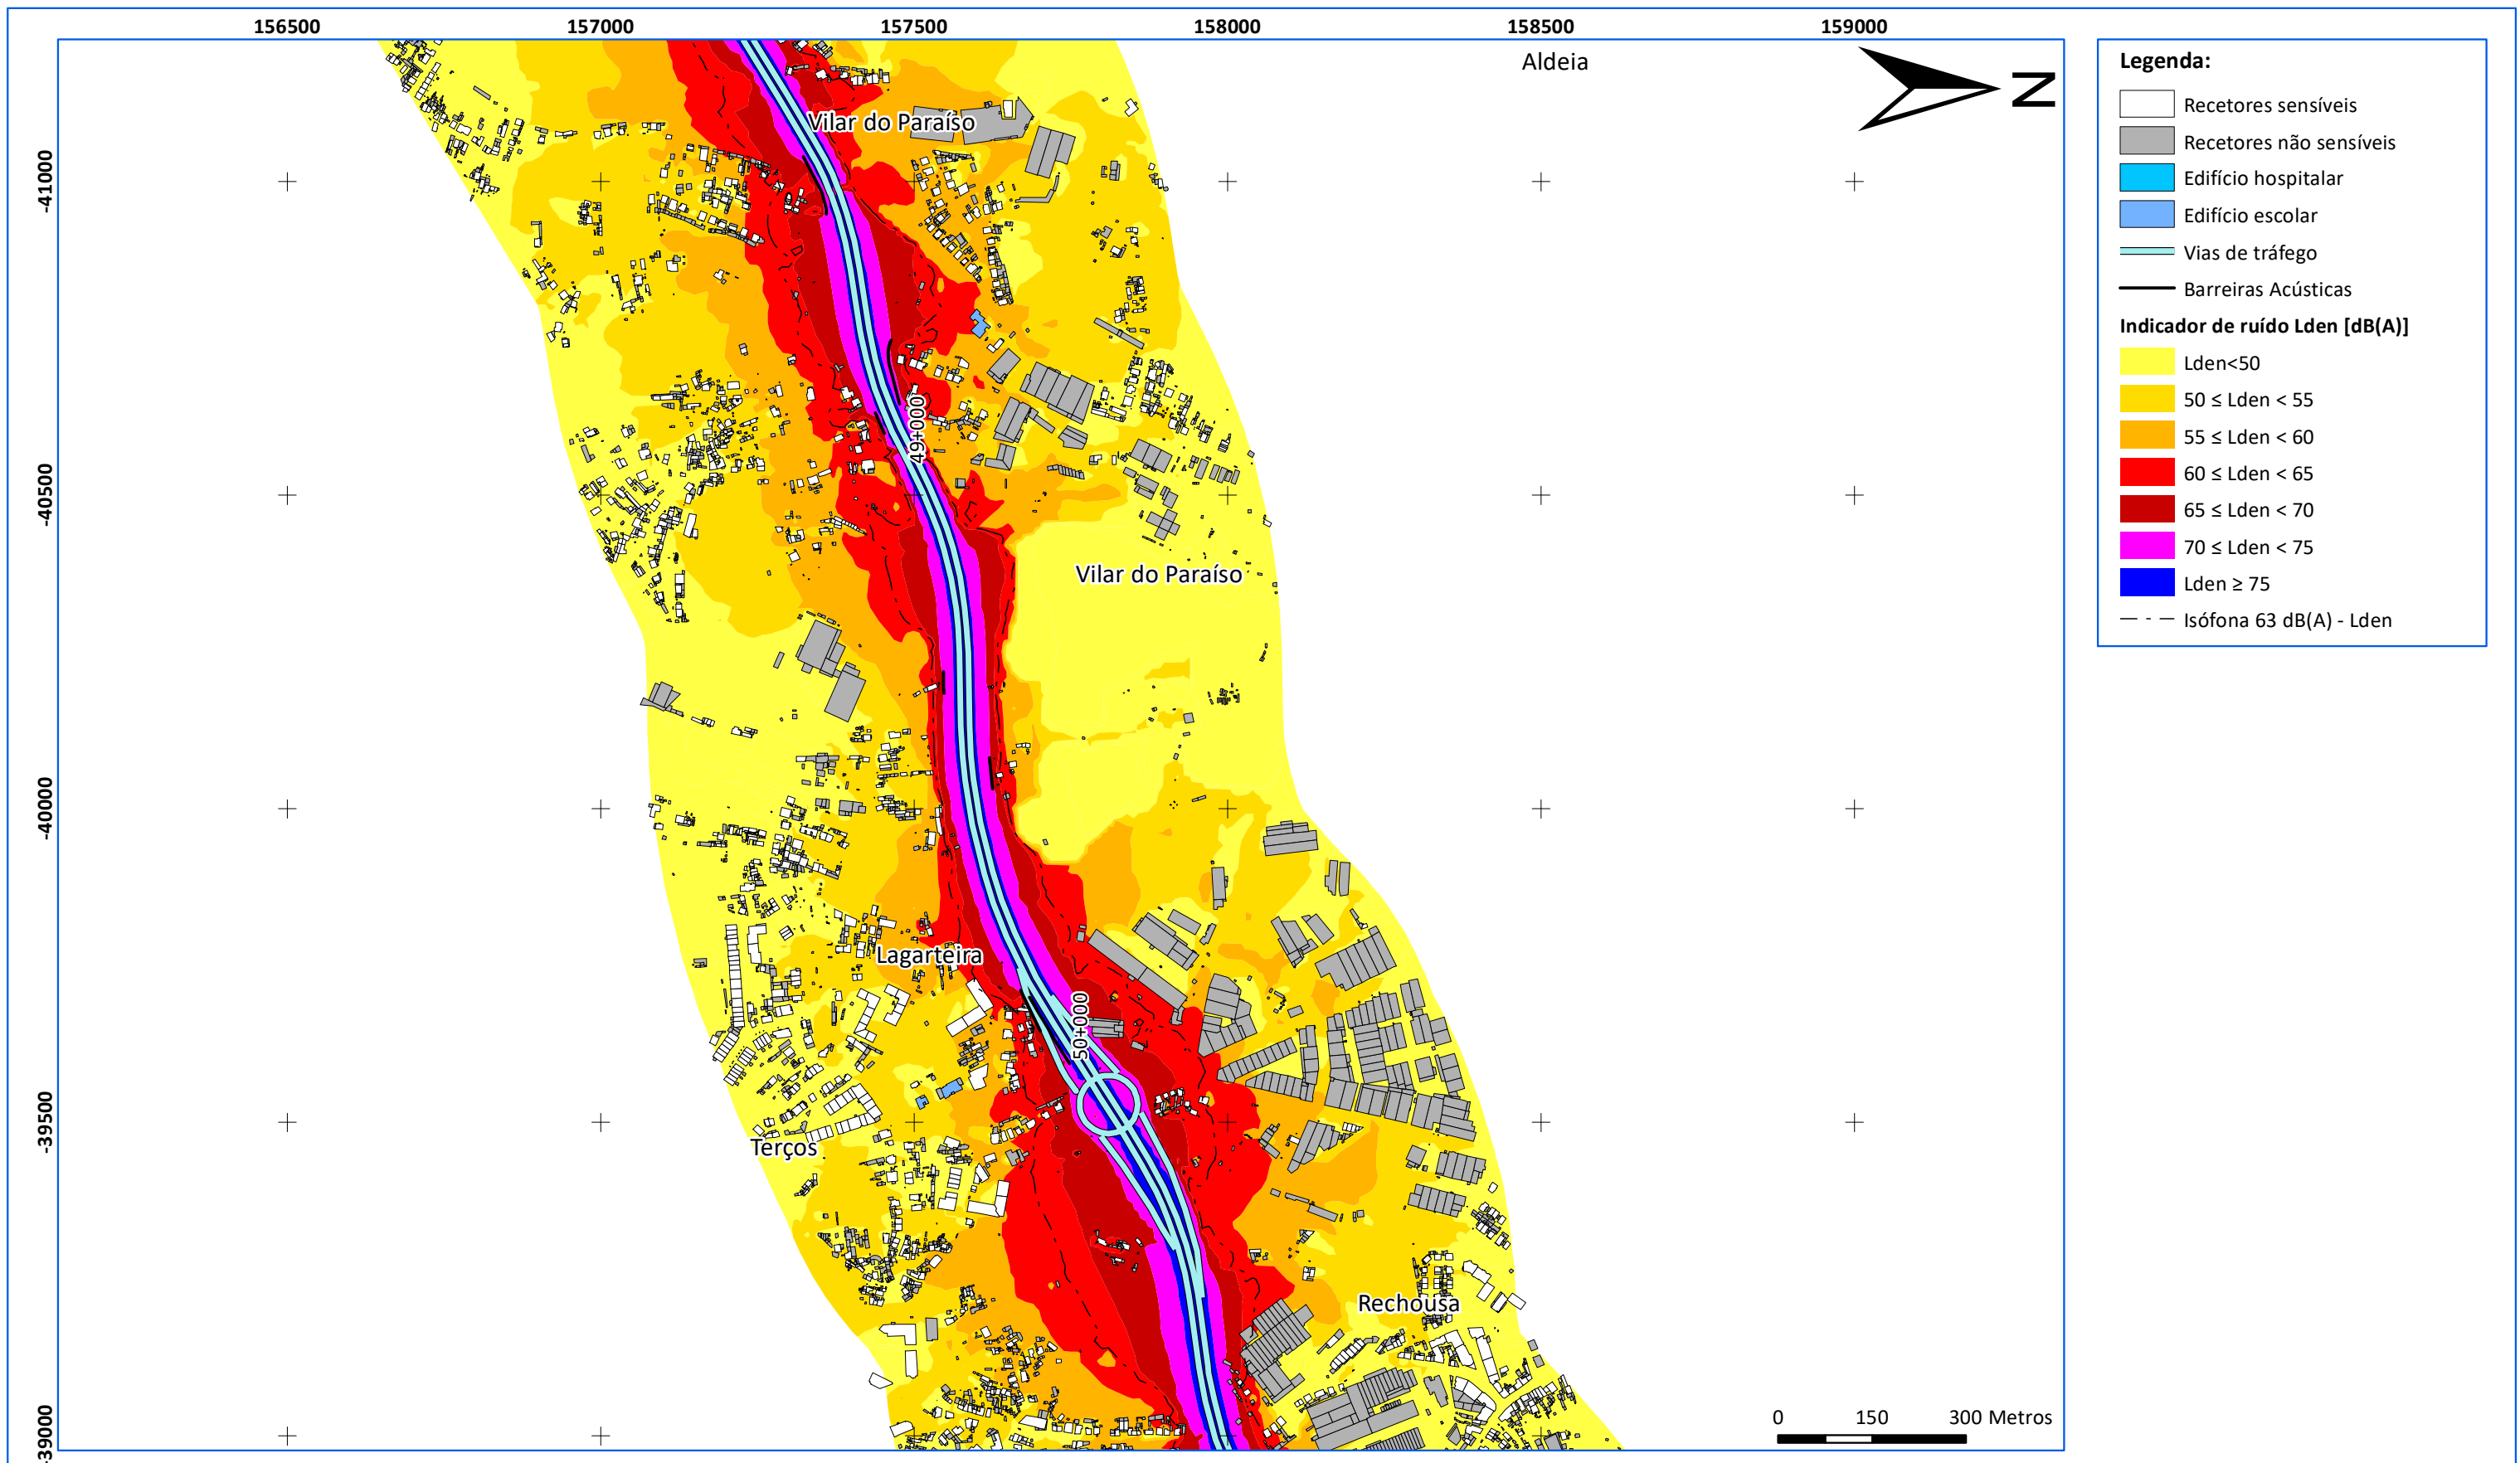 156500 157000 157500 158000 158500 159000
Aldeia
N
Vilar do Paraíso
-41000
49+000
-40500
Vilar do Paraíso
-40000
Lagarteira
50+000
-39500
Terços
Rechousa
-39000
0 150 300 Metros
Legenda:
Recetores sensíveis
Recetores não sensíveis
Edifício hospitalar
Edifício escolar
Vias de tráfego
Barreiras Acústicas
Indicador de ruído Lden [dB(A)]
Lden<50
50 ≤ Lden < 55
55 ≤ Lden < 60
60 ≤ Lden < 65
65 ≤ Lden < 70
70 ≤ Lden < 75
Lden ≥ 75
Isófona 63 dB(A) - Lden